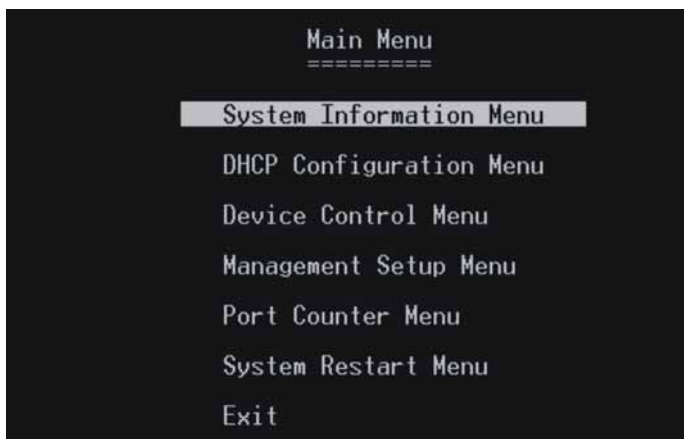 Main Menu
=========
System Information Menu
DHCP Configuration Menu
Device Control Menu
Management Setup Menu
Port Counter Menu
System Restart Menu
Exit